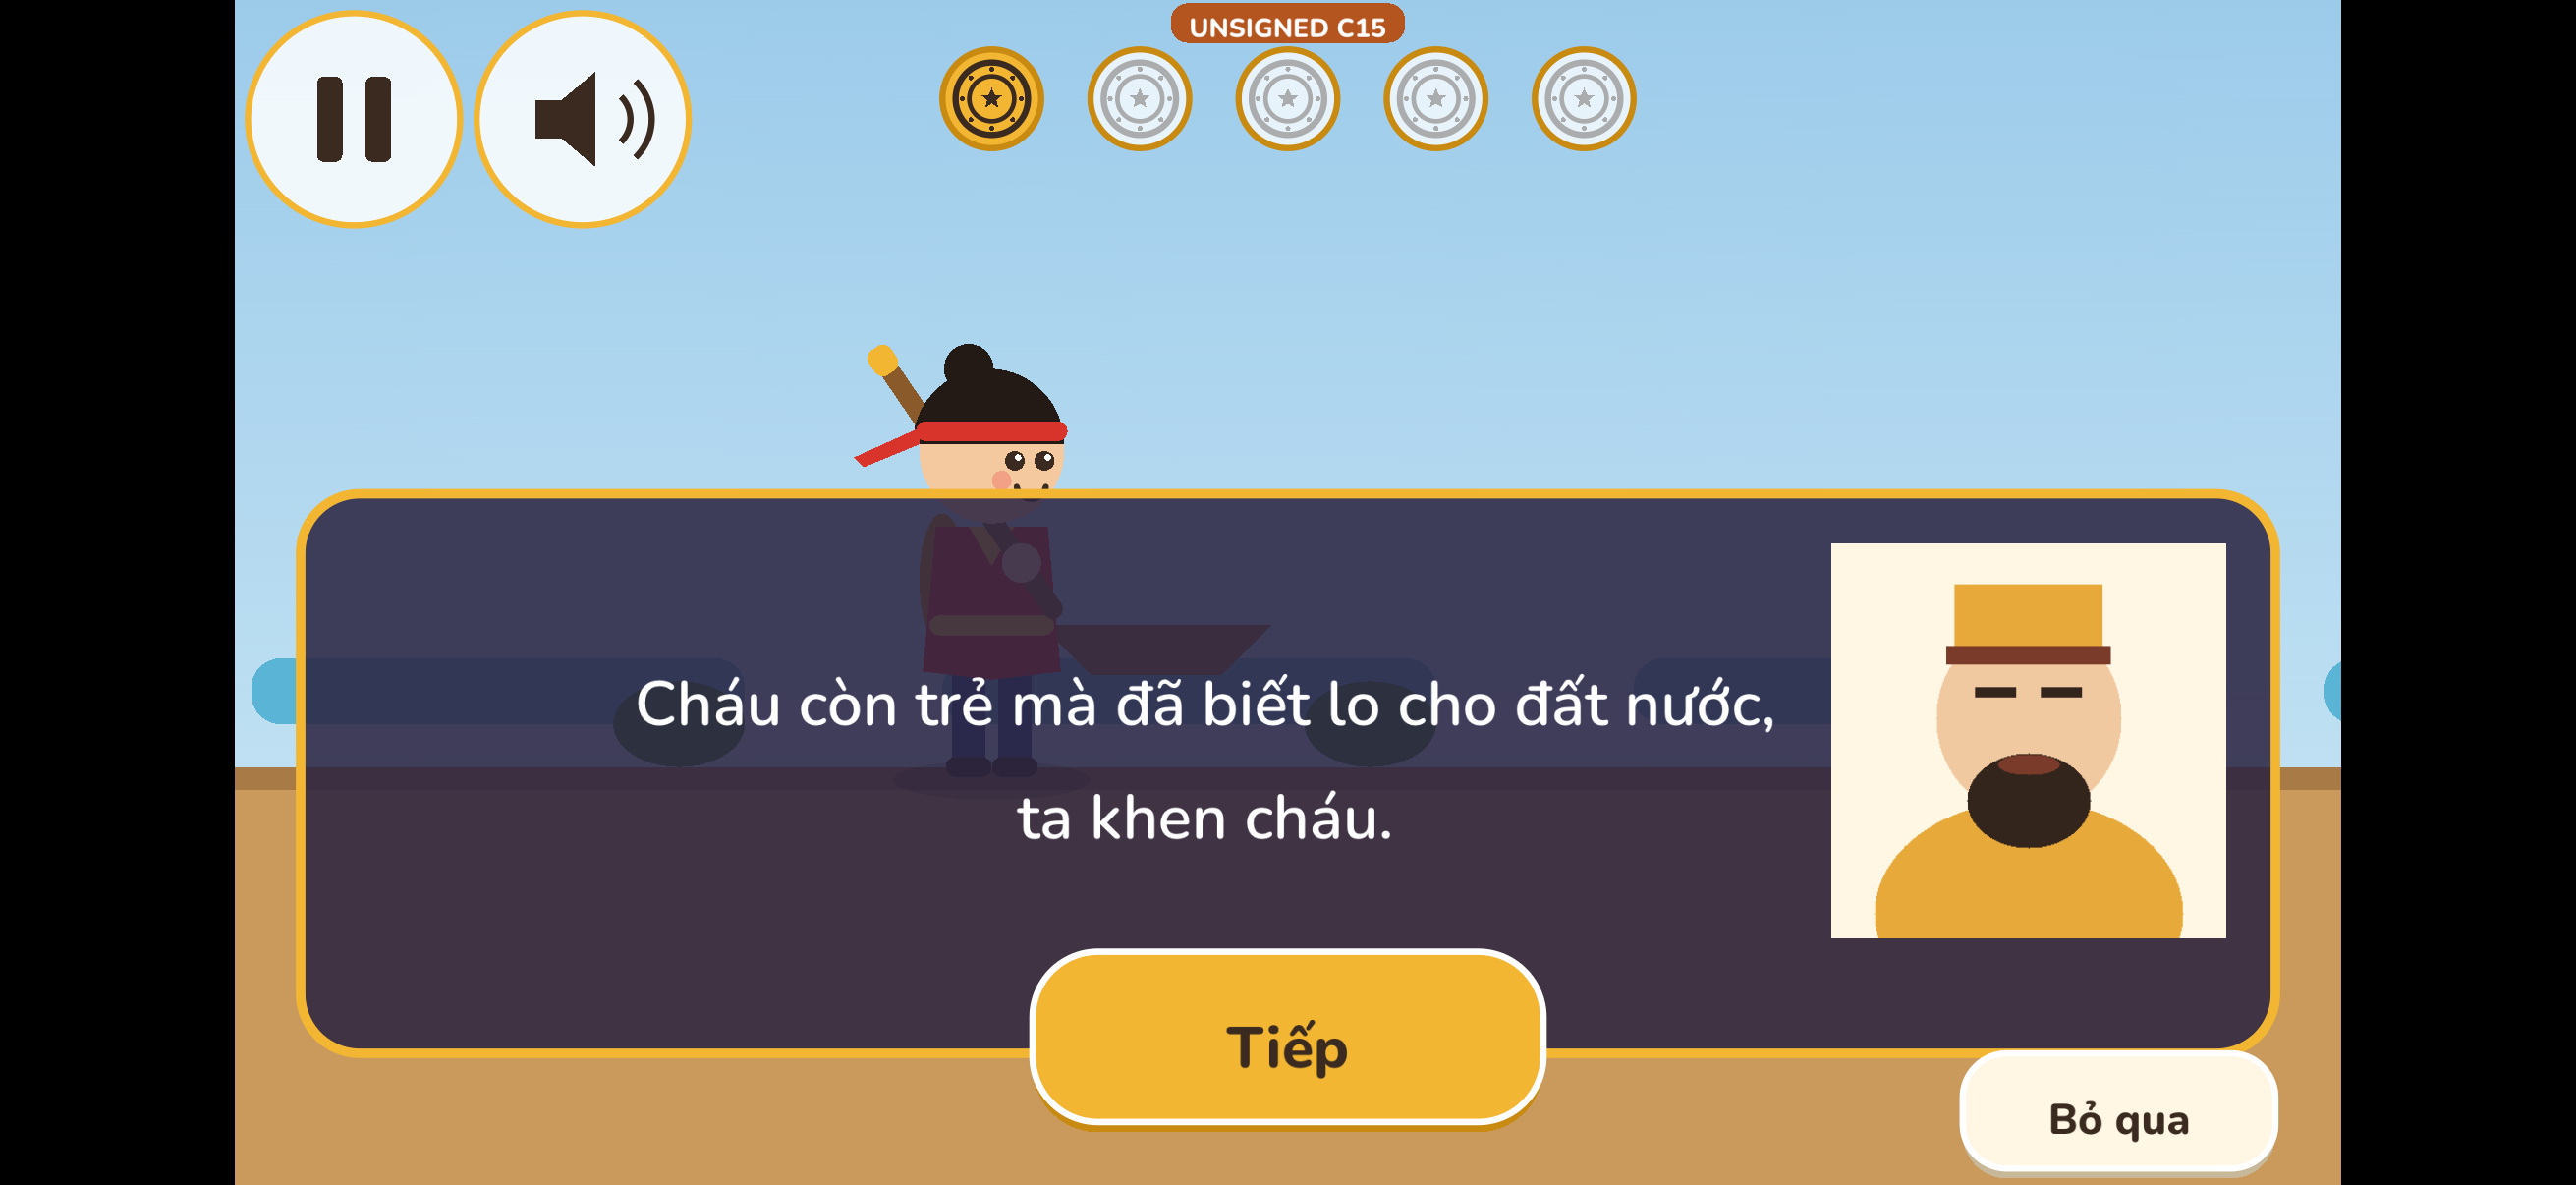 UNSIGNED C15
Cháu còn trẻ mà đã biết lo cho đất nước,
ta khen cháu.
Tiếp
Bỏ qua